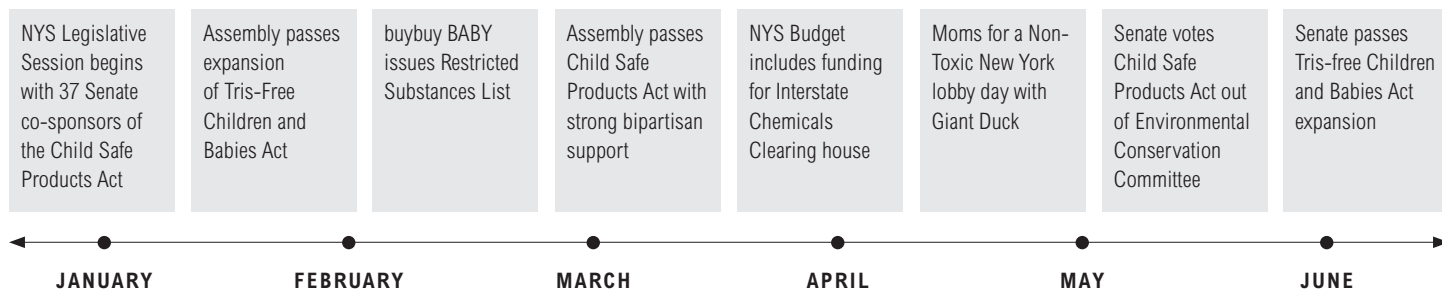 NYS Legislative
Session begins
with 37 Senate
co-sponsors of
the Child Safe
Products Act
Assembly passes
expansion
of Tris-Free
Children and
Babies Act
buybuy BABY
issues Restricted
Substances List
Assembly passes
Child Safe
Products Act with
strong bipartisan
support
NYS Budget
includes funding
for Interstate
Chemicals
Clearing house
Moms for a Non-
Toxic New York
lobby day with
Giant Duck
Senate votes
Child Safe
Products Act out
of Environmental
Conservation
Committee
Senate passes
Tris-free Children
and Babies Act
expansion
JANUARY
FEBRUARY
MARCH
APRIL
MAY
JUNE